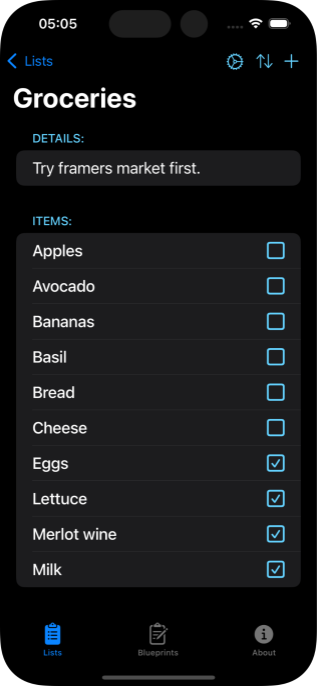 05:05
Lists
Groceries
DETAILS:
Try framers market first.
ITEMS:
Apples
Avocado
Bananas
Basil
Bread
Cheese
Eggs
Lettuce
Merlot wine
Milk
Lists Blueprints About